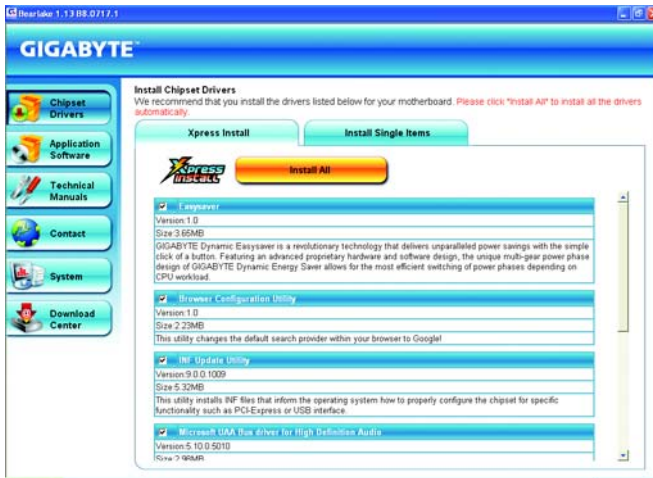 Bearlake 1.13 B8.0717.1
GIGABYTE™
Chipset
Drivers
Application
Software
Technical
Manuals
Contact
System
Download
Center
Install Chipset Drivers
We recommend that you install the drivers listed below for your motherboard. Please click "Install All" to install all the drivers
automatically.
Xpress Install
Install Single Items
Xpress
INSTALL
Install All
Easysaver
Version:1.0
Size:3.65MB
GIGABYTE Dynamic Easysaver is a revolutionary technology that delivers unparalleled power savings with the simple
click of a button. Featuring an advanced proprietary hardware and software design, the unique multi-gear power phase
design of GIGABYTE Dynamic Energy Saver allows for the most efficient switching of power phases depending on
CPU workload.
Browser Configuration Utility
Version:1.0
Size:2.23MB
This utility changes the default search provider within your browser to Google!
INF Update Utility
Version:9.0.0.1009
Size:5.32MB
This utility installs INF files that inform the operating system how to properly configure the chipset for specific
functionality such as PCI-Express or USB interface.
Microsoft UAA Bus driver for High Definition Audio
Version:5.10.0.5010
Size:2.98MB